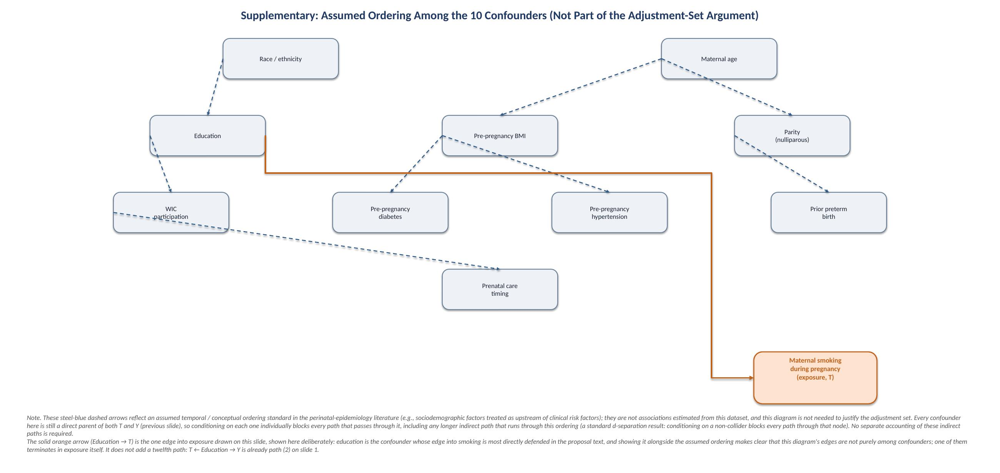 Supplementary: Assumed Ordering Among the 10 Confounders (Not Part of the Adjustment-Set Argument)
Race / ethnicity
Maternal age
Education
Pre-pregnancy BMI
Parity
(nulliparous)
WIC
participation
Pre-pregnancy
diabetes
Pre-pregnancy
hypertension
Prior preterm
birth
Prenatal care
timing
Maternal smoking
during pregnancy
(exposure, T)
Note. These steel-blue dashed arrows reflect an assumed temporal / conceptual ordering standard in the perinatal-epidemiology literature (e.g., sociodemographic factors treated as upstream of clinical risk factors); they are not associations estimated from this dataset, and this diagram is not needed to justify the adjustment set. Every confounder
here is still a direct parent of both T and Y (previous slide), so conditioning on each one individually blocks every path that passes through it, including any longer indirect path that runs through this ordering (a standard d-separation result: conditioning on a non-collider blocks every path through that node). No separate accounting of these indirect
paths is required.
The solid orange arrow (Education → T) is the one edge into exposure drawn on this slide, shown here deliberately: education is the confounder whose edge into smoking is most directly defended in the proposal text, and showing it alongside the assumed ordering makes clear that this diagram's edges are not purely among confounders; one of them
terminates in exposure itself. It does not add a twelfth path: T ← Education → Y is already path (2) on slide 1.